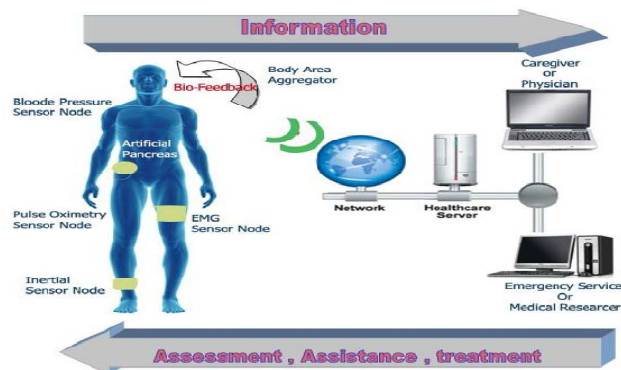 Information
Caregiver
or
Physician
Body Area
Aggregator
Bio-Feedback
Bloode Pressure
Sensor Node
Artificial
Pancreas
Network
Healthcare
Server
Pulse Oximetry
Sensor Node
EMG
Sensor Node
Inertial
Sensor Node
Emergency Service
Or
Medical Researcer
Assessment , Assistance , treatment